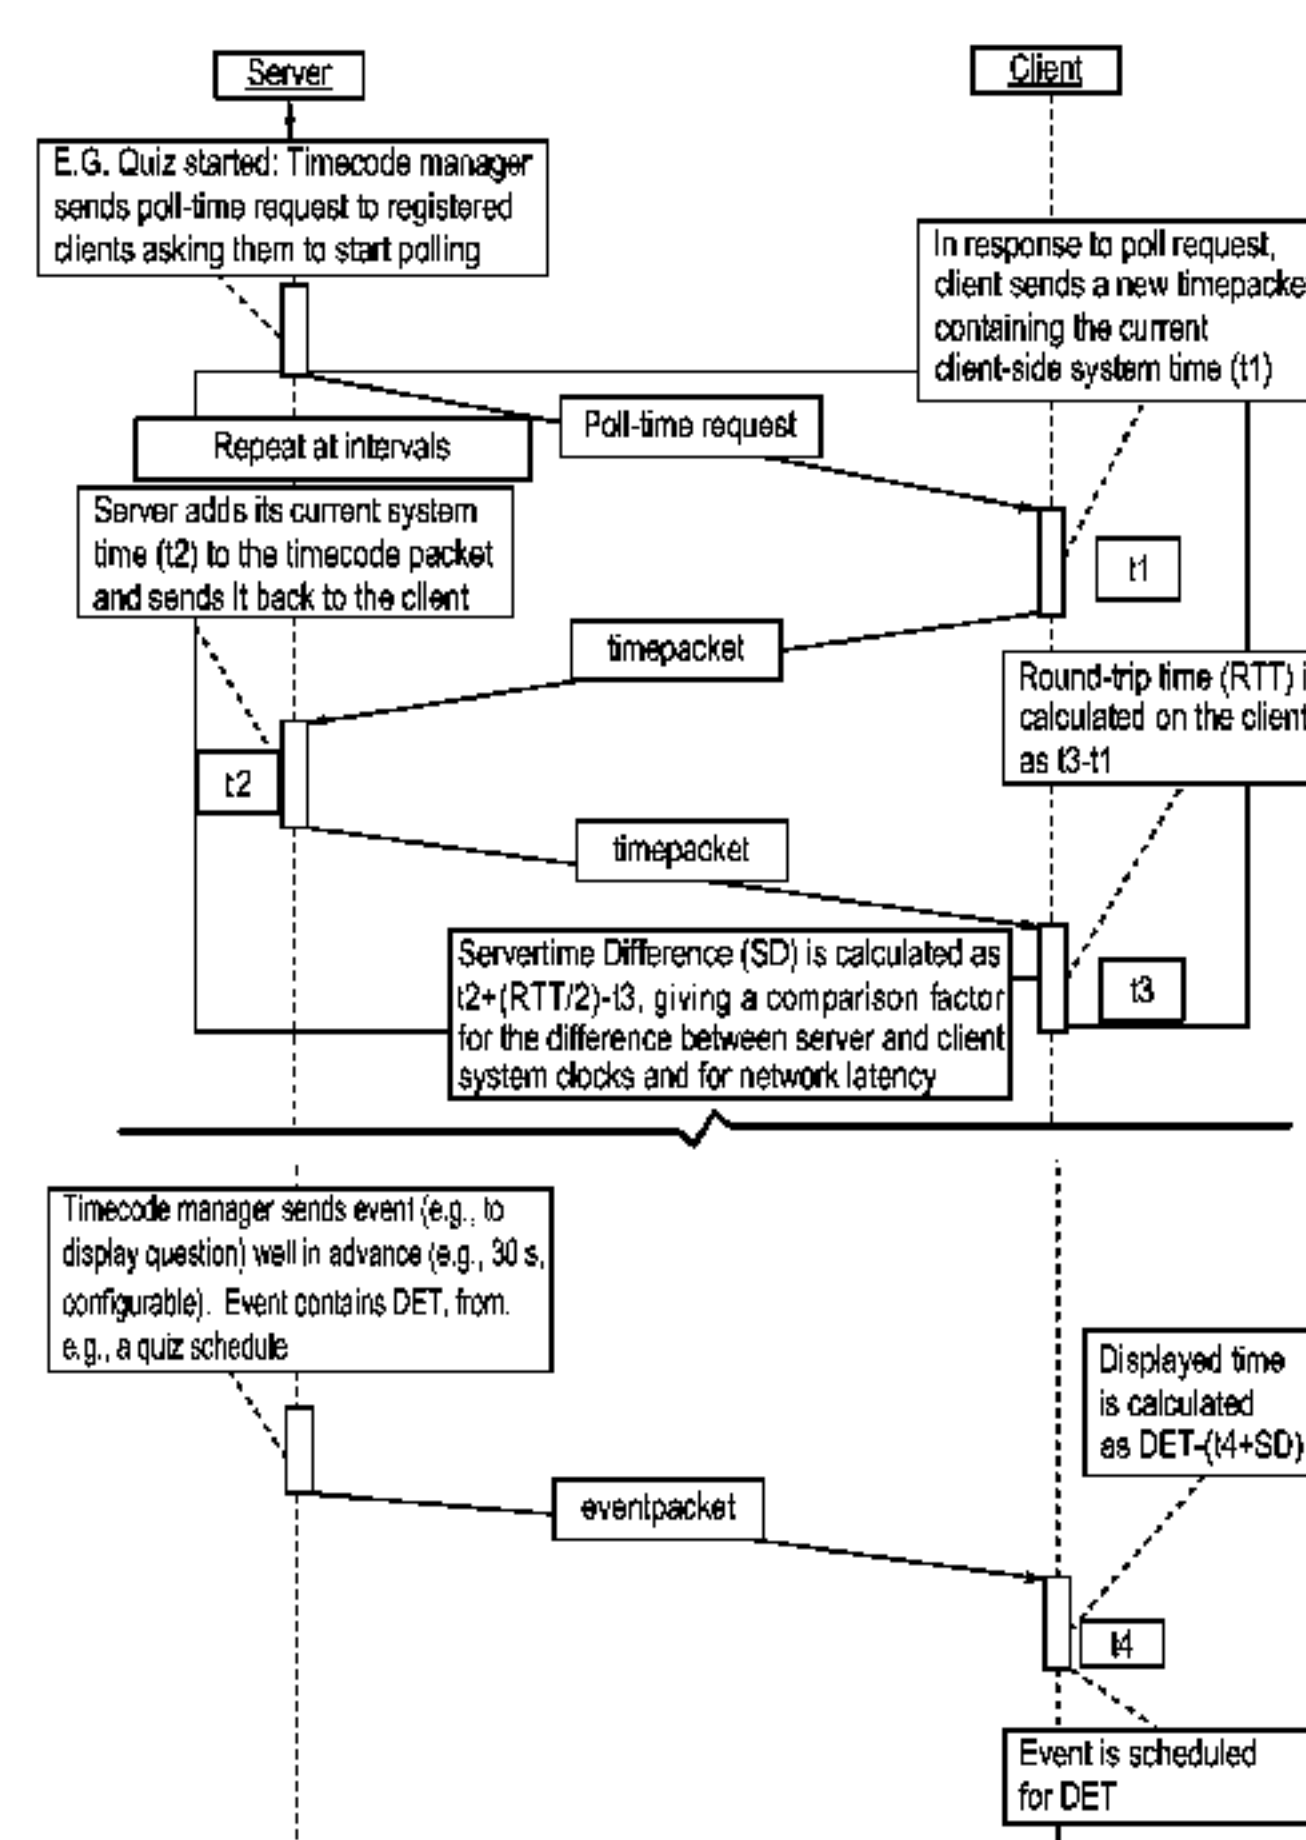 Server
Client
E.G. Quiz started: Timecode manager
sends poll-time request to registered
clients asking them to start polling
In response to poll request,
client sends a new timepacke
containing the current
client-side system time (t1)
Poll-time request
Repeat at intervals
Server adds its current system
time (t2) to the timecode packet
and sends It back to the client
t1
timepacket
Round-trip time (RTT) i
calculated on the client
as t3-t1
t2
timepacket
Servertime Difference (SD) is calculated as
t2+(RTT/2)-t3, giving a comparison factor
for the difference between server and client
system clocks and for network latency
t3
Timecode manager sends event (e.g., to
display question) well in advance (e.g., 30 s,
configurable). Event contains DET, from.
e.g., a quiz schedule
Displayed time
is calculated
as DET-(t4+SD)
eventpacket
t4
Event is scheduled
for DET